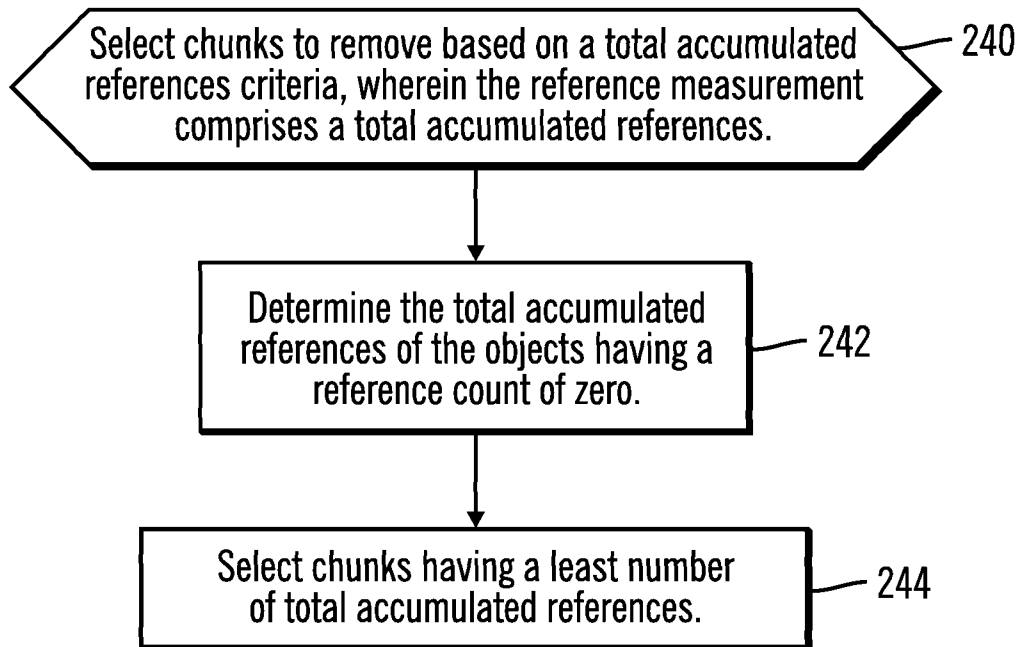 Select chunks to remove based on a total accumulated
references criteria, wherein the reference measurement
comprises a total accumulated references.
240
Determine the total accumulated
references of the objects having a
reference count of zero.
242
Select chunks having a least number
of total accumulated references.
244